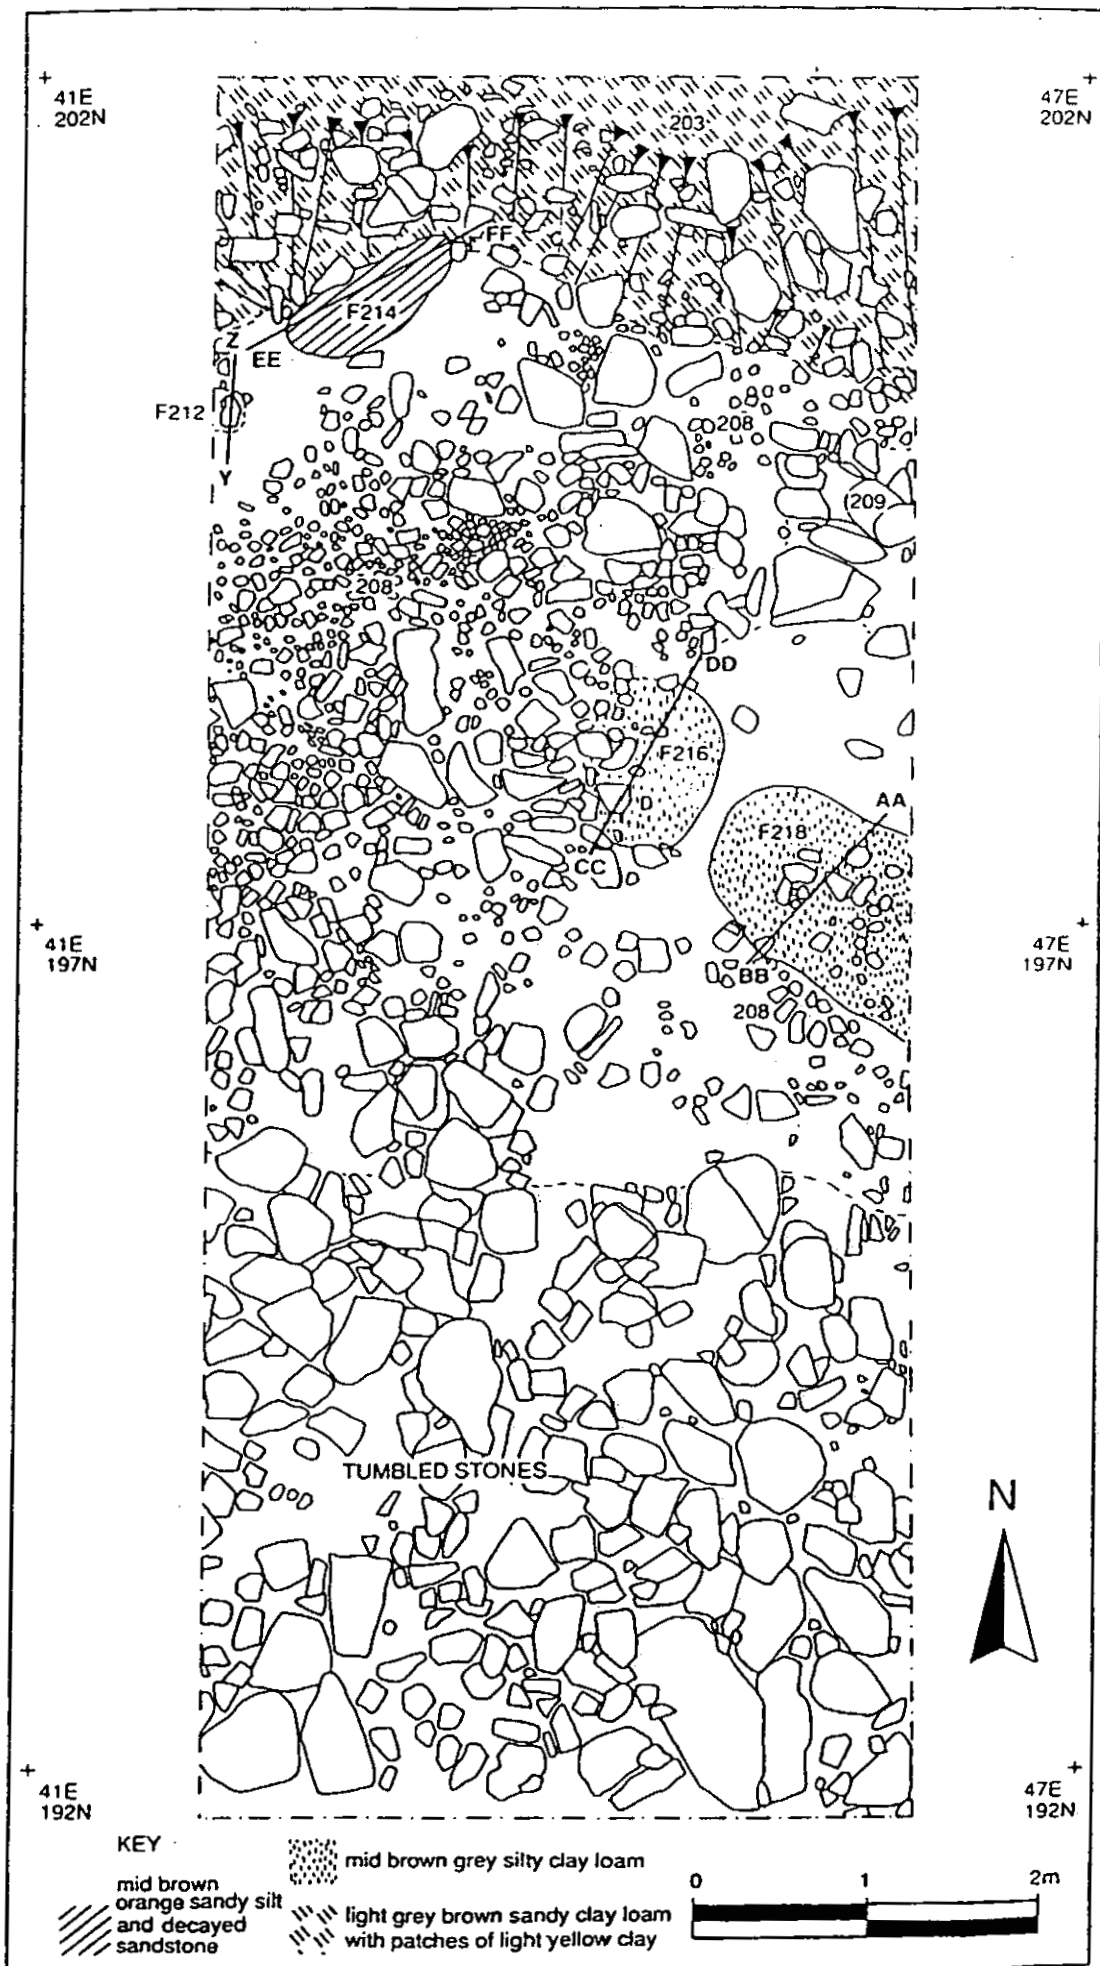 41E
202N
47E
202N
203
FF
F214
Z
EE
F212
Y
208
(209
208
DD
F216
D
CC
AA
F218
BB
208
41E
197N
47E
197N
TUMBLED STONES
N
41E
192N
47E
192N
KEY
mid brown
orange sandy silt
and decayed
sandstone
mid brown grey silty clay loam
light grey brown sandy clay loam
with patches of light yellow clay
0 1 2m